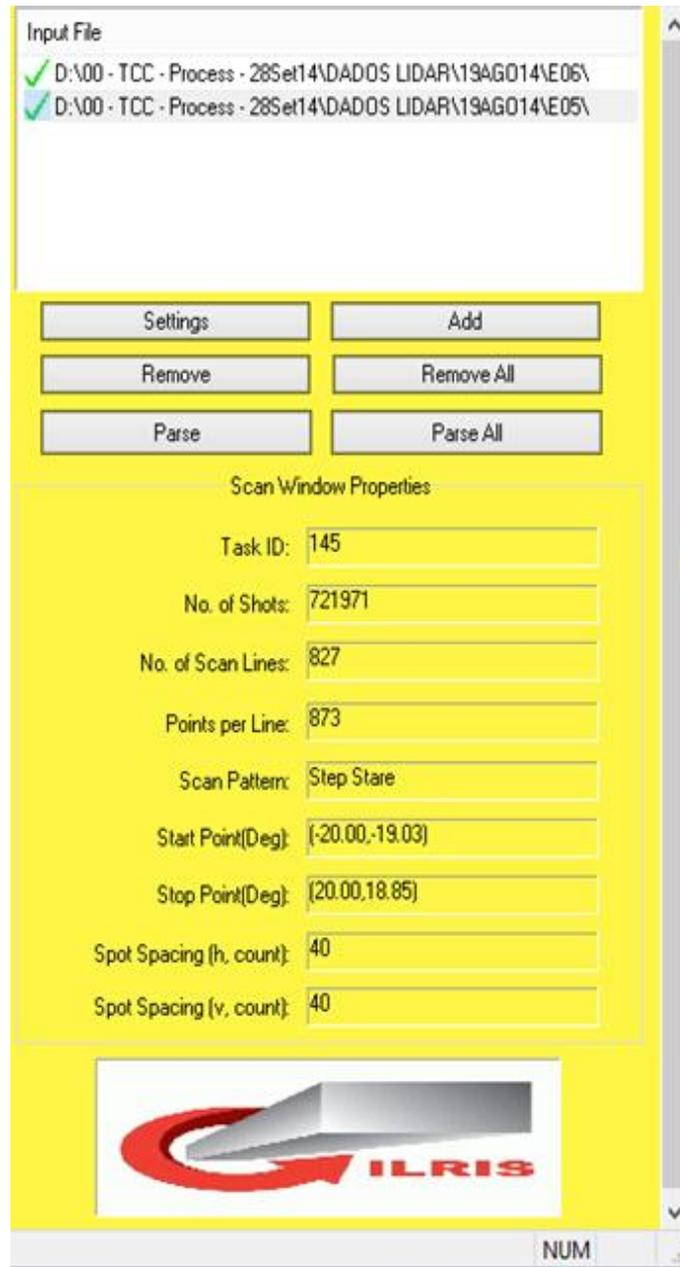 Input File
D:\00 - TCC - Process - 28Set14\DADOS LIDAR\19AGO14\E06\
D:\00 - TCC - Process - 28Set14\DADOS LIDAR\19AGO14\E05\
Settings Add
Remove Remove All
Parse Parse All
Scan Window Properties
Task ID: 145
No. of Shots: 721971
No. of Scan Lines: 827
Points per Line: 873
Scan Pattern: Step Stare
Start Point(Deg): (-20.00,-19.03)
Stop Point(Deg): (20.00,18.85)
Spot Spacing (h, count): 40
Spot Spacing (v, count): 40
ILRIS
NUM